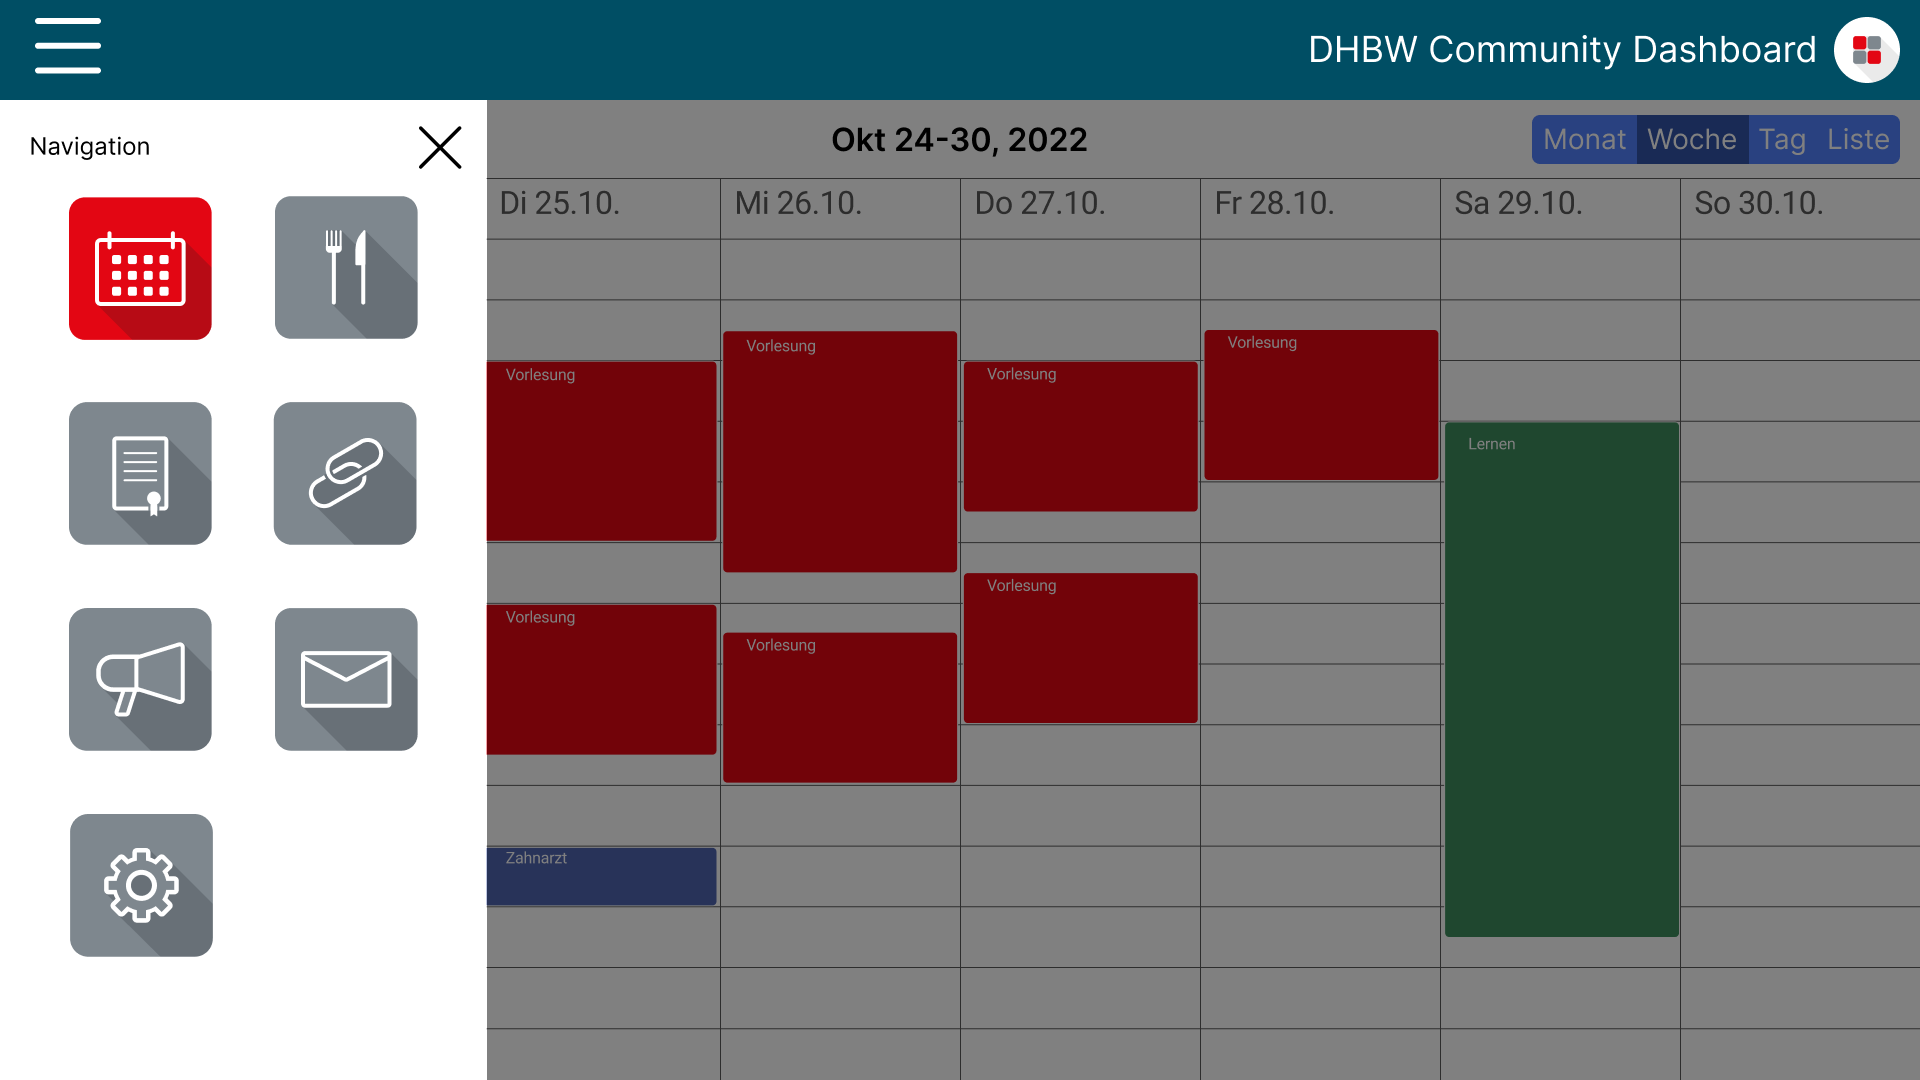 DHBW Community Dashboard
Navigation
Okt 24-30, 2022
Monat Woche Tag Liste
Di 25.10. Mi 26.10. Do 27.10. Fr 28.10. Sa 29.10. So 30.10.
Vorlesung
Vorlesung
Vorlesung
Vorlesung
Lernen
Vorlesung
Vorlesung
Vorlesung
Zahnarzt